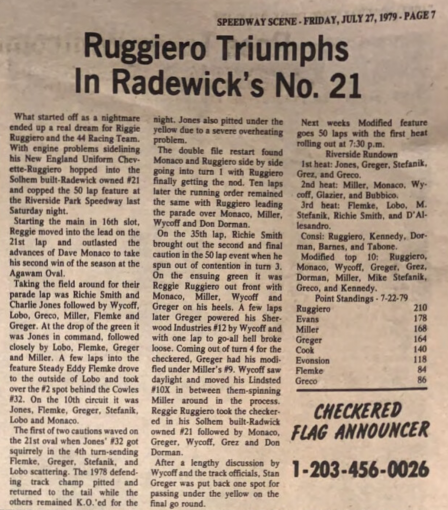 SPEEDWAY SCENE - FRIDAY, JULY 27, 1979 - PAGE 7
Ruggiero Triumphs
In Radewick's No. 21
What started off as a nightmare
ended up a real dream for Riggie
Ruggiero and the 44 Racing Team.
With engine problems sidelining
his New England Uniform Chev-
ette-Ruggiero hopped into the
Solhem built-Radewick owned #21
and copped the 50 lap feature at
the Riverside Park Speedway last
Saturday night.
Starting the main in 16th slot,
Reggie moved into the lead on the
21st lap and outlasted the
advances of Dave Monaco to take
his second win of the season at the
Agawam Oval.
Taking the field around for their
parade lap was Richie Smith and
Charlie Jones followed by Wycoff,
Lobo, Greco, Miller, Flemke and
Greger. At the drop of the green it
was Jones in command, followed
closely by Lobo, Flemke, Greger
and Miller. A few laps into the
feature Steady Eddy Flemke drove
to the outside of Lobo and took
over the #2 spot behind the Cowles
#32. On the 10th circuit it was
Jones, Flemke, Greger, Stefanik,
Lobo and Monaco.
The first of two cautions waved on
the 21st oval when Jones' #32 got
squirrely in the 4th turn-sending
Flemke, Greger, Stefanik, and
Lobo scattering. The 1978 defend-
ing track champ pitted and
returned to the tail while the
others remained K.O.'ed for the
night. Jones also pitted under the
yellow due to a severe overheating
problem.
The double file restart found
Monaco and Ruggiero side by side
going into turn 1 with Ruggiero
finally getting the nod. Ten laps
later the running order remained
the same with Ruggiero leading
the parade over Monaco, Miller,
Wycoff and Don Dorman.
On the 35th lap, Richie Smith
brought out the second and final
caution in the 50 lap event when he
spun out of contention in turn 3.
On the ensuing green it was
Reggie Ruggiero out front with
Monaco, Miller, Wycoff and
Greger on his heels. A few laps
later Greger powered his Sher-
wood Industries #12 by Wycoff and
with one lap to go-all hell broke
loose. Coming out of turn 4 for the
checkered, Greger had his modi-
fied under Miller's #9. Wycoff saw
daylight and moved his Lindsted
#10X in between them-spinning
Miller around in the process.
Reggie Ruggiero took the checker-
ed in his Solhem built-Radwick
owned #21 followed by Monaco,
Greger, Wycoff, Grez and Don
Dorman.
After a lengthy discussion by
Wycoff and the track officials, Stan
Greger was put back one spot for
passing under the yellow on the
final go round.
Next weeks Modified feature
goes 50 laps with the first heat
rolling out at 7:30 p.m.
Riverside Rundown
1st heat: Jones, Greger, Stefanik,
Grez, and Greco.
2nd heat: Miller, Monaco, Wy-
coff, Glazier, and Bubbico.
3rd heat: Flemke, Lobo, M.
Stefanik, Richie Smith, and D'Al-
lesandro.
Consi: Ruggiero, Kennedy, Dor-
man, Barnes, and Tabone.
Modified top 10: Ruggiero,
Monaco, Wycoff, Greger, Grez,
Dorman, Miller, Mike Stefanik,
Greco, and Kennedy.
Point Standings - 7-22-79
Ruggiero 210
Evans 178
Miller 168
Greger 164
Cook 140
Evonsion 118
Flemke 84
Greco 86
CHECKERED
FLAG ANNOUNCER
1-203-456-0026